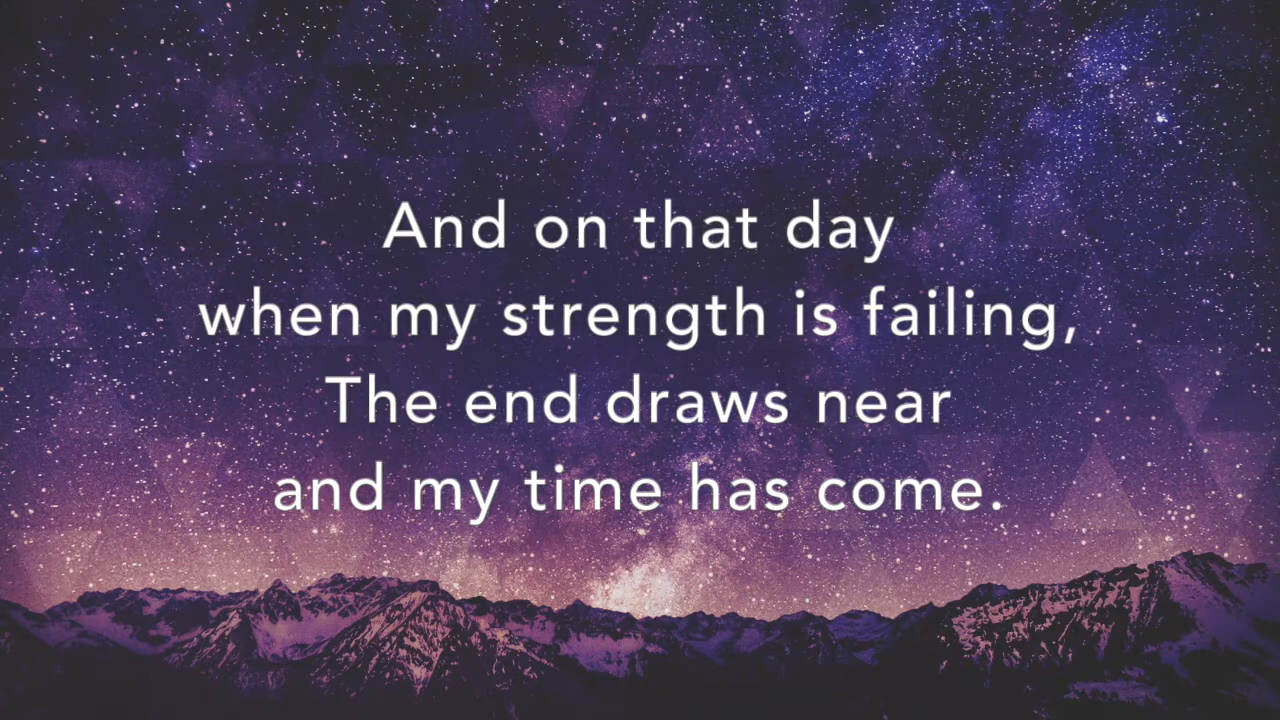 And on that day
when my strength is failing,
The end draws near
and my time has come.